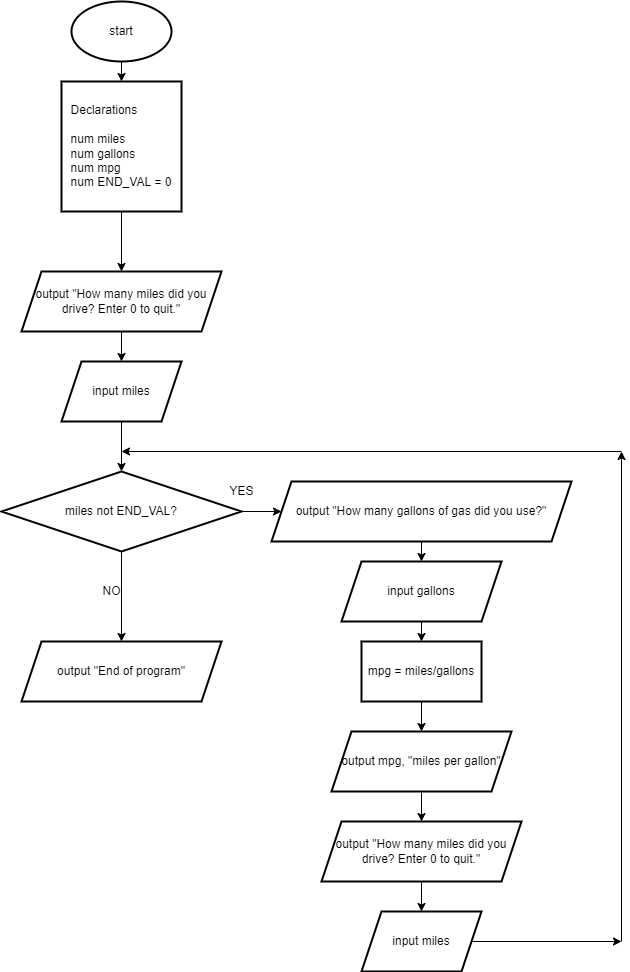 start
Declarations
num miles
num gallons
num mpg
num END_VAL = 0
output "How many miles did you
drive? Enter 0 to quit."
input miles
miles not END_VAL?
YES
output "How many gallons of gas did you use?"
input gallons
NO
output "End of program"
mpg = miles/gallons
output mpg, "miles per gallon"
output "How many miles did you
drive? Enter 0 to quit."
input miles